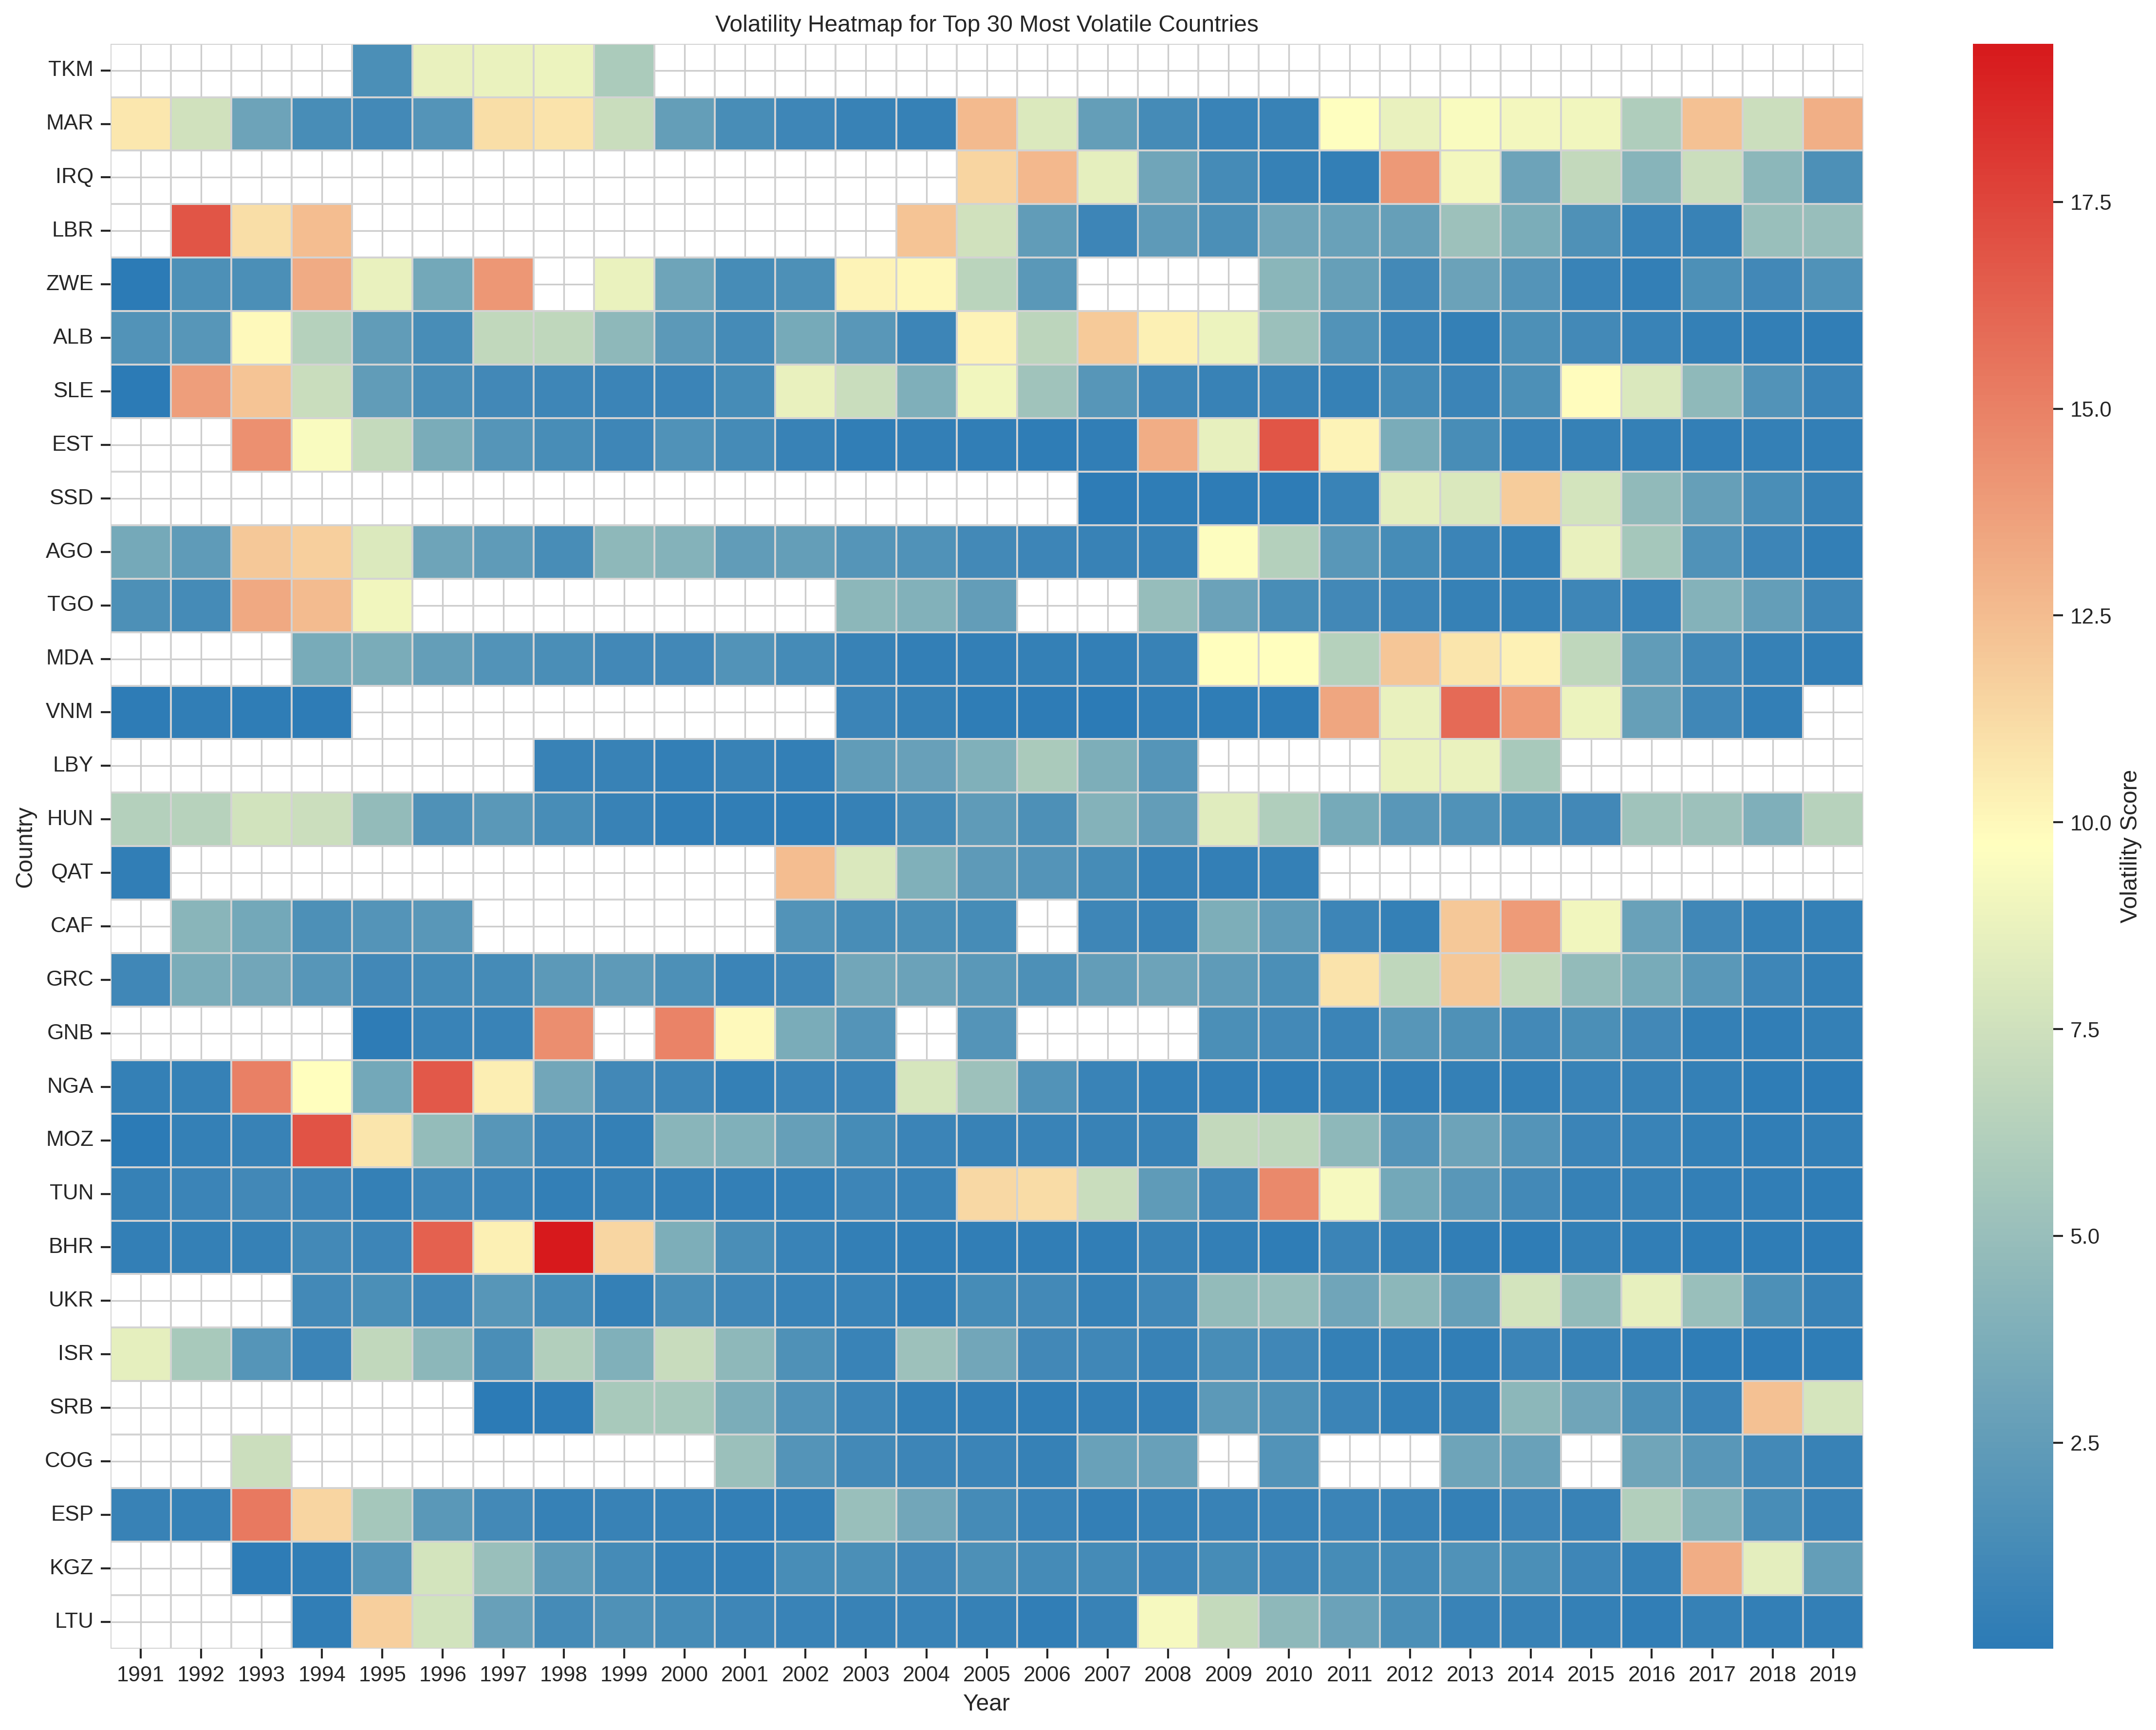 Volatility Heatmap for Top 30 Most Volatile Countries
TKM
MAR
IRQ
LBR
ZWE
ALB
SLE
EST
SSD
AGO
TGO
MDA
VNM
LBY
HUN
QAT
CAF
GRC
GNB
NGA
MOZ
TUN
BHR
UKR
ISR
SRB
COG
ESP
KGZ
LTU
Country
1991 1992 1993 1994 1995 1996 1997 1998 1999 2000 2001 2002 2003 2004 2005 2006 2007 2008 2009 2010 2011 2012 2013 2014 2015 2016 2017 2018 2019
Year
17.5
15.0
12.5
10.0
7.5
5.0
2.5
Volatility Score